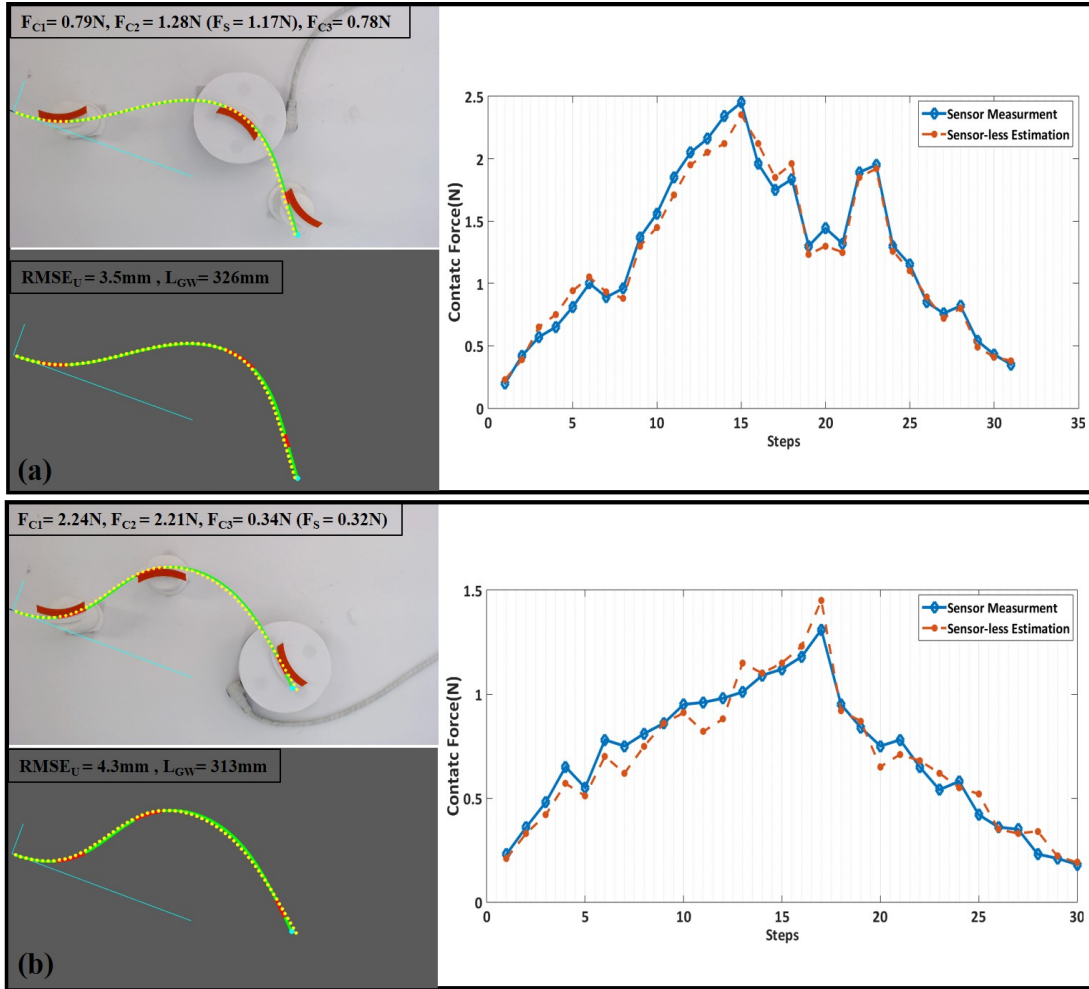 F_C1= 0.79N, F_C2 = 1.28N (F_S = 1.17N), F_C3= 0.78N
RMSE_U = 3.5mm , L_GW= 326mm
(a)
Contatc Force(N)
2.5
2
1.5
1
0.5
0
0 5 10 15 20 25 30 35
Steps
Sensor Measurment
Sensor-less Estimation
F_C1= 2.24N, F_C2 = 2.21N, F_C3= 0.34N (F_S = 0.32N)
RMSE_U = 4.3mm , L_GW= 313mm
(b)
Contatc Force(N)
1.5
1
0.5
0
0 5 10 15 20 25 30
Steps
Sensor Measurment
Sensor-less Estimation